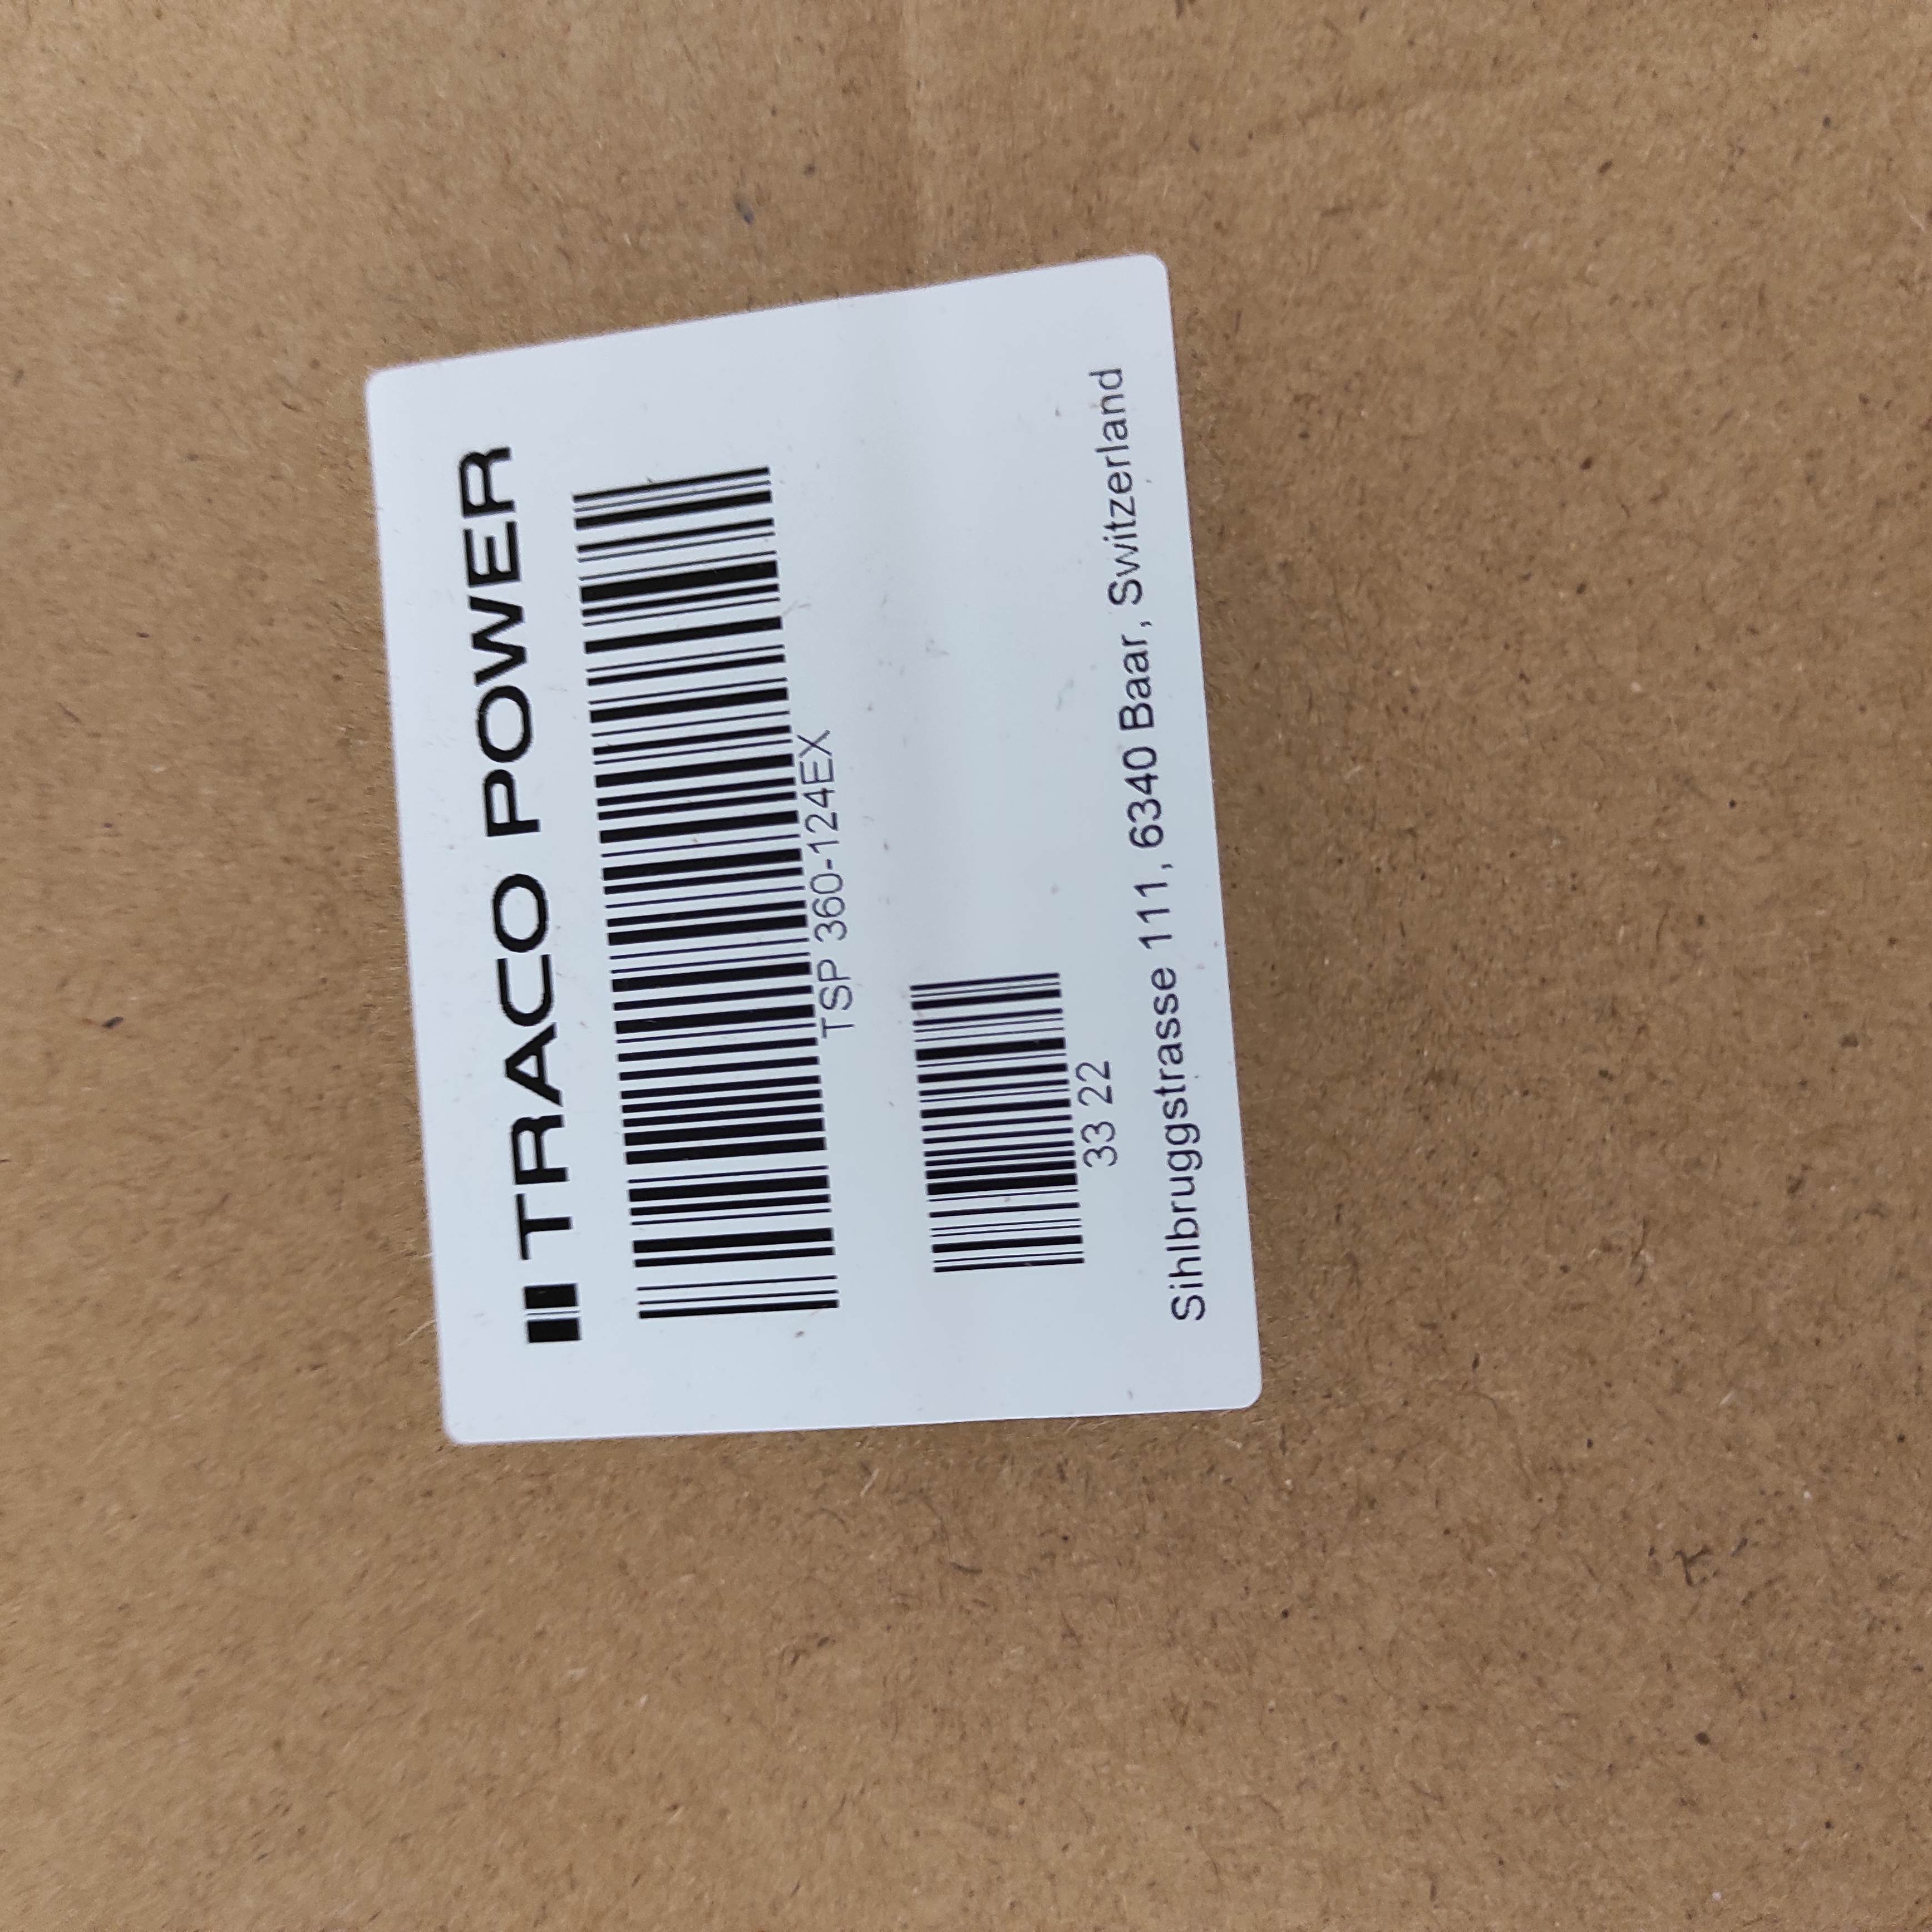 TRACO POWER
TSP 360-124EX
33 22
Sihlbruggstrasse 111, 6340 Baar, Switzerland